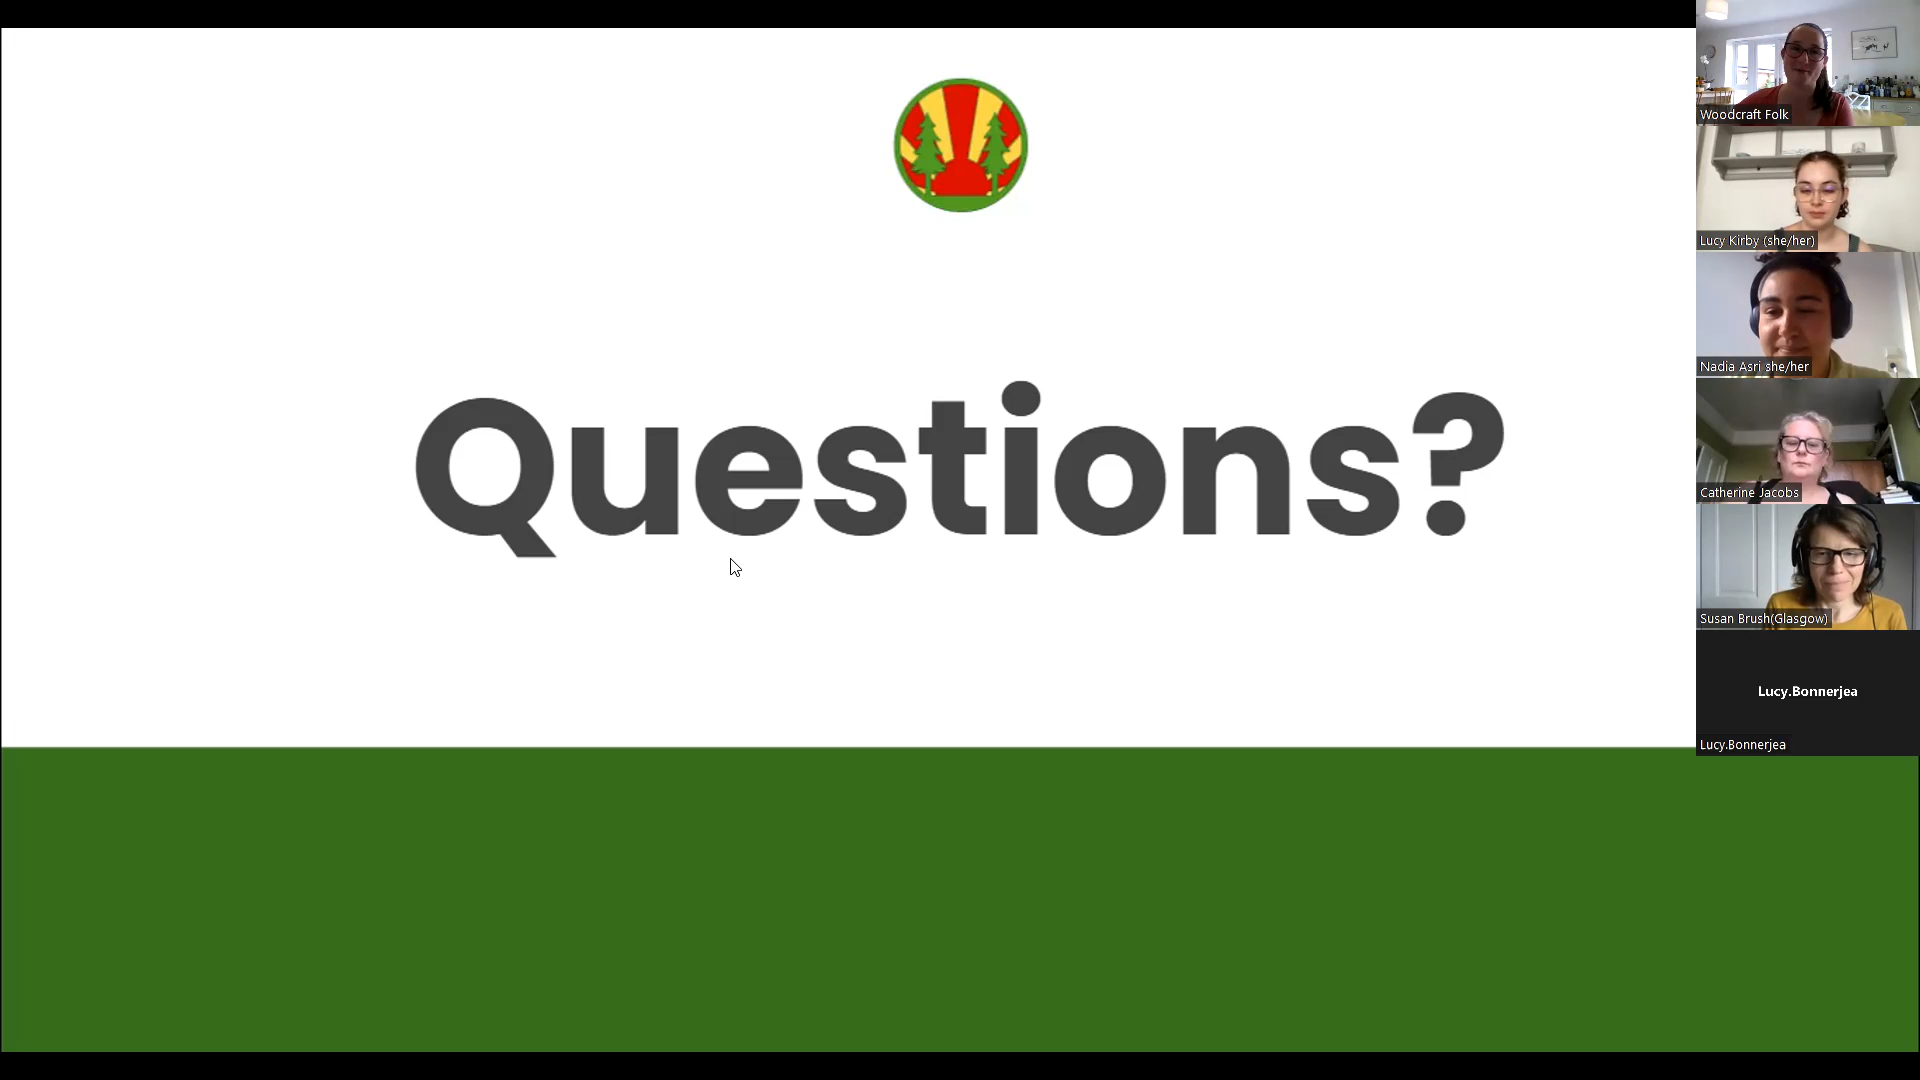 Questions?
Woodcraft Folk
Lucy Kirby (she/her)
Nadia Asri she/her
Catherine Jacobs
Susan Brush(Glasgow)
Lucy.Bonnerjea
Lucy.Bonnerjea